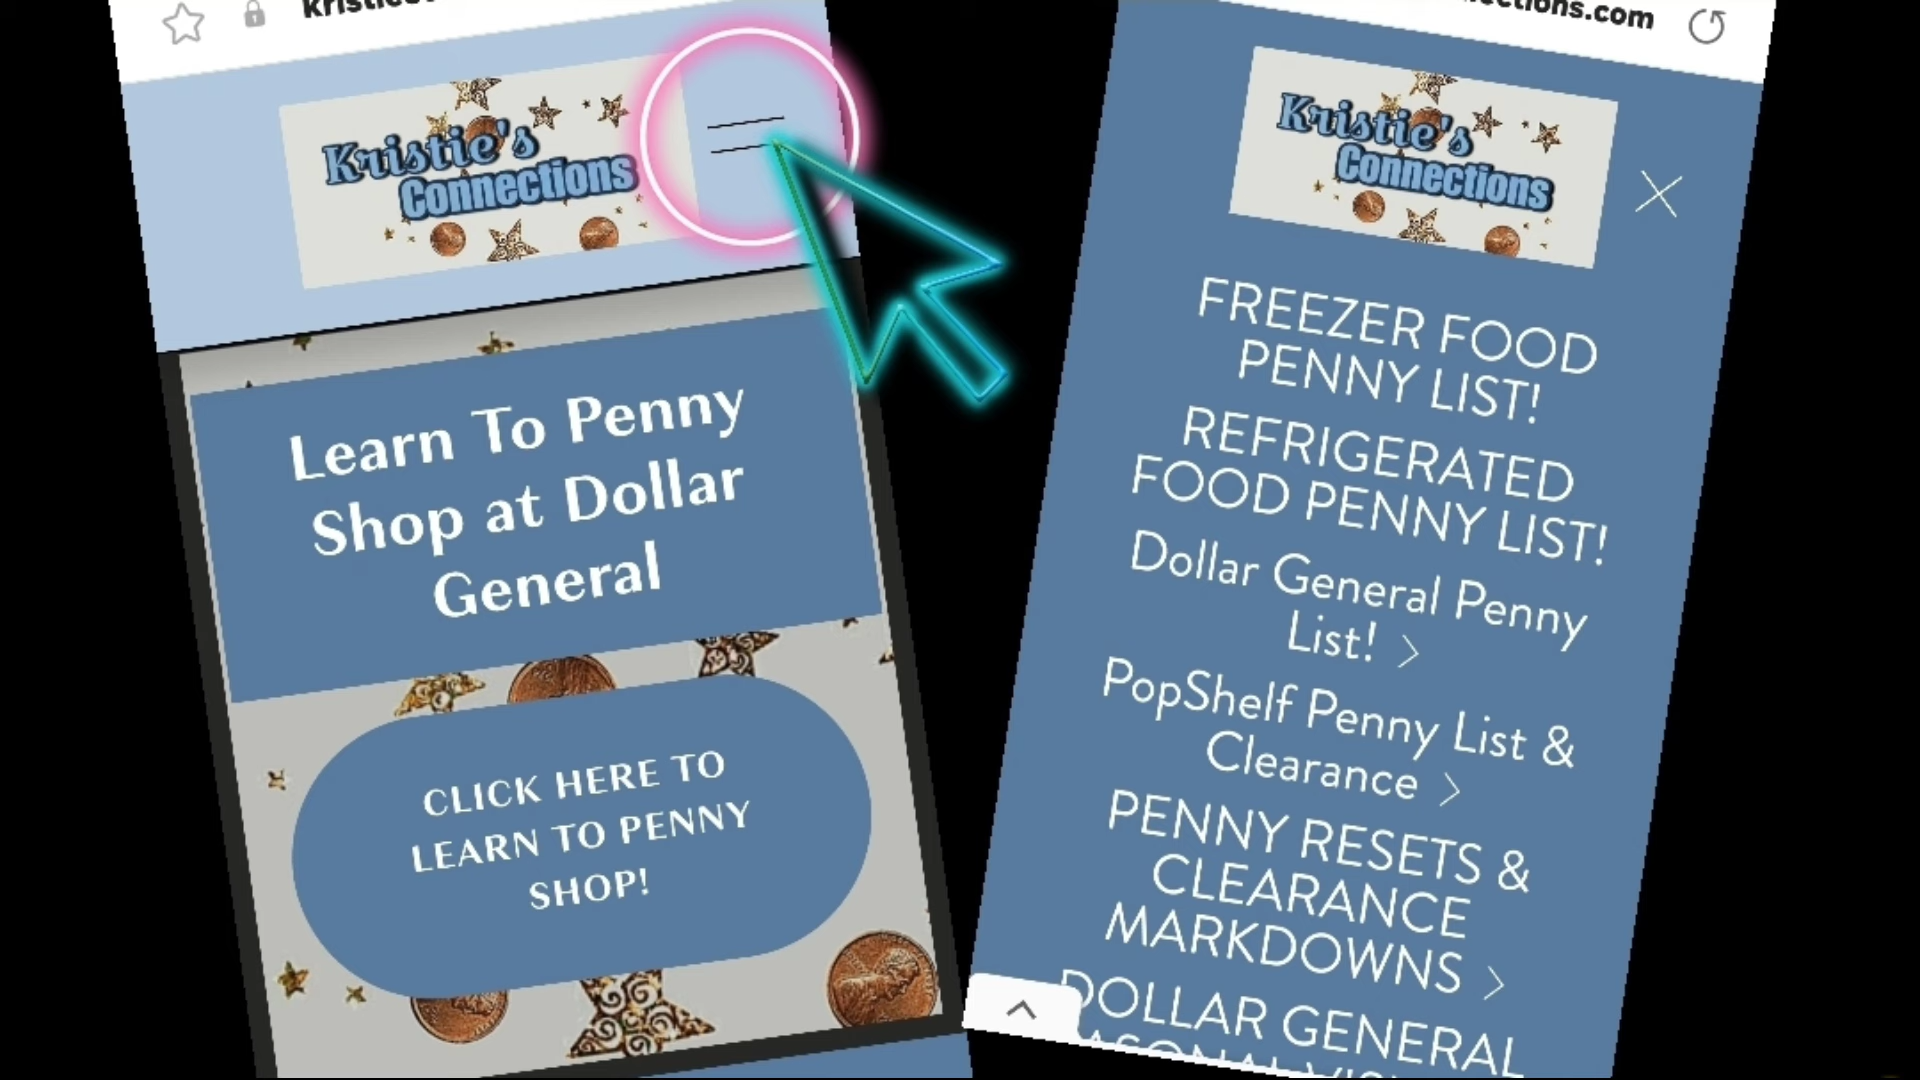 Kristie's
Connections
Learn To Penny
Shop at Dollar
General
CLICK HERE TO
LEARN TO PENNY
SHOP!
Kristie's
Connections
FREEZER FOOD
PENNY LIST!
REFRIGERATED
FOOD PENNY LIST!
Dollar General Penny
List! >
PopShelf Penny List &
Clearance >
PENNY RESETS &
CLEARANCE
MARKDOWNS >
DOLLAR GENERAL